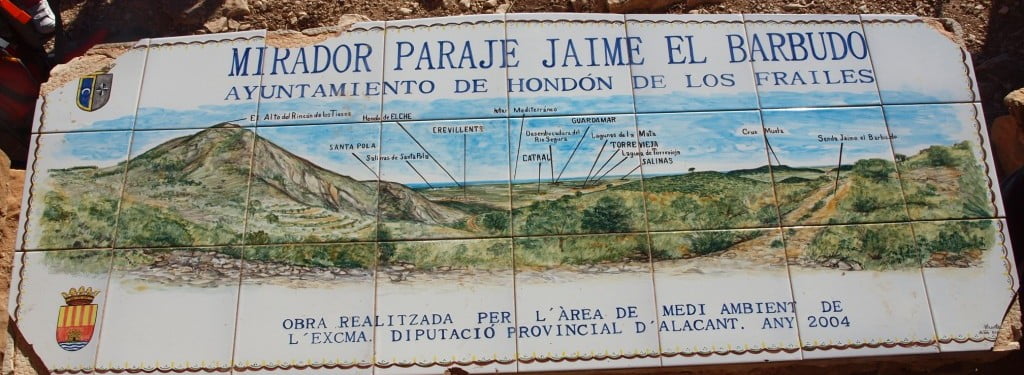 MIRADOR PARAJE JAIME EL BARBUDO
AYUNTAMIENTO DE HONDÓN DE LOS FRAILES
El Alto del Rincón de los Tiesos
Hondo de ELCHE
Mar Mediterráneo
GUARDAMAR
CREVILLENTE
Desembocadura del
Río Segura
Lagunas de la Mata
Cruz Musta
Senda Jaime el Barbudo
SANTA POLA
TORREVIEJA
Salinas de Santa Pola
CATRAL
Laguna de Torrevieja
SALINAS
OBRA REALITZADA PER L'ÀREA DE MEDI AMBIENT DE
L'EXCMA. DIPUTACIÓ PROVINCIAL D'ALACANT. ANY 2004